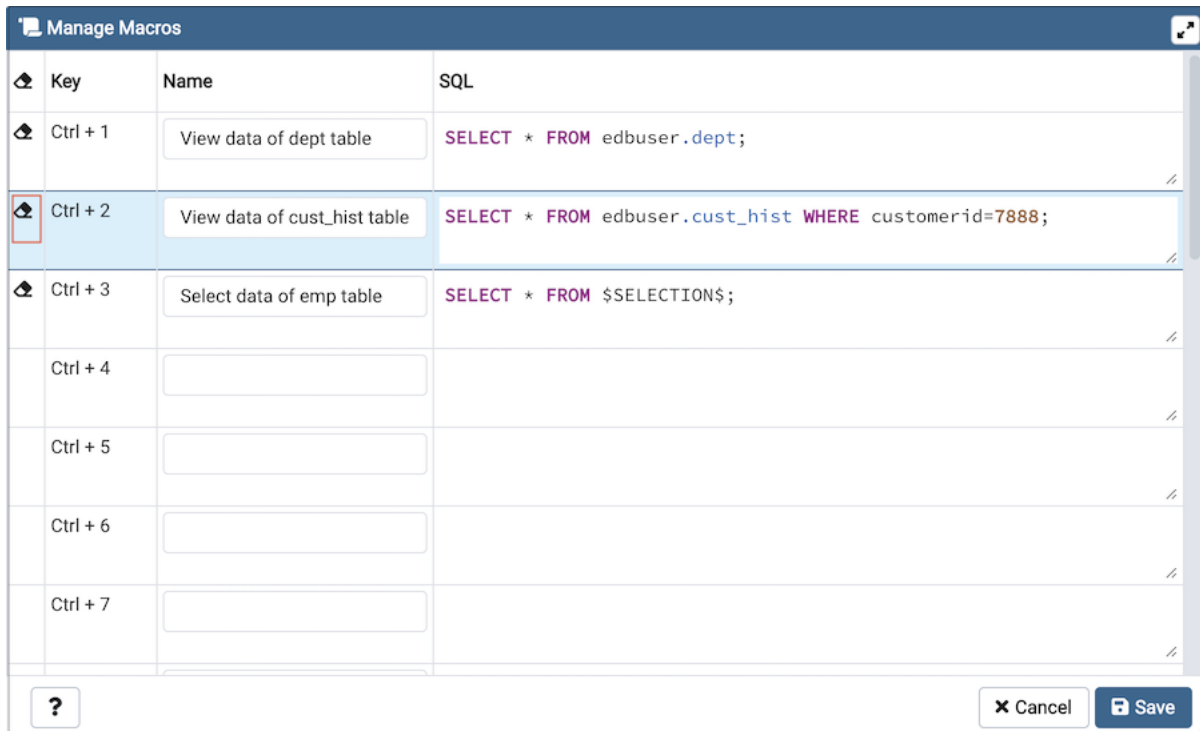 Manage Macros
Key Name SQL
Ctrl + 1 View data of dept table SELECT * FROM edbuser.dept;
Ctrl + 2 View data of cust_hist table SELECT * FROM edbuser.cust_hist WHERE customerid=7888;
Ctrl + 3 Select data of emp table SELECT * FROM $SELECTION$;
Ctrl + 4
Ctrl + 5
Ctrl + 6
Ctrl + 7
? Cancel Save